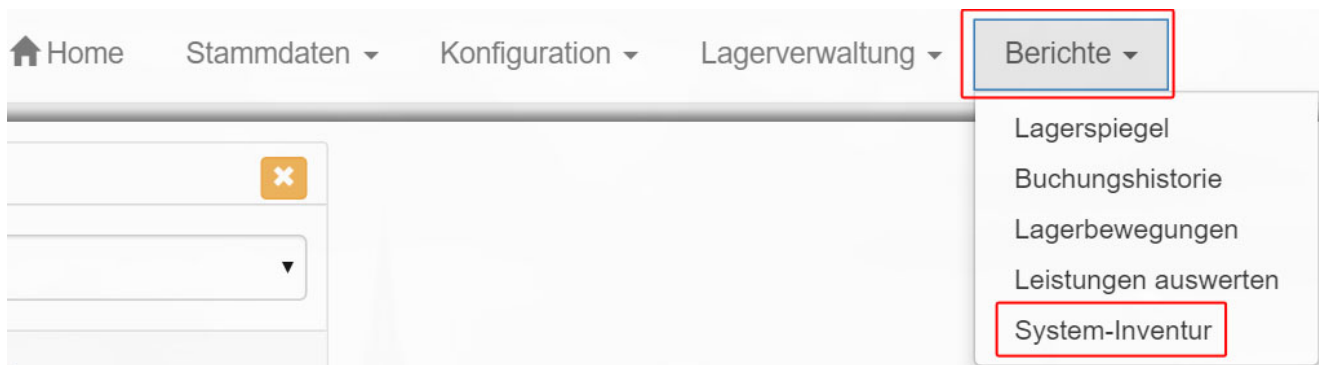 Home Stammdaten Konfiguration Lagerverwaltung Berichte
Lagerspiegel
Buchungshistorie
Lagerbewegungen
Leistungen auswerten
System-Inventur